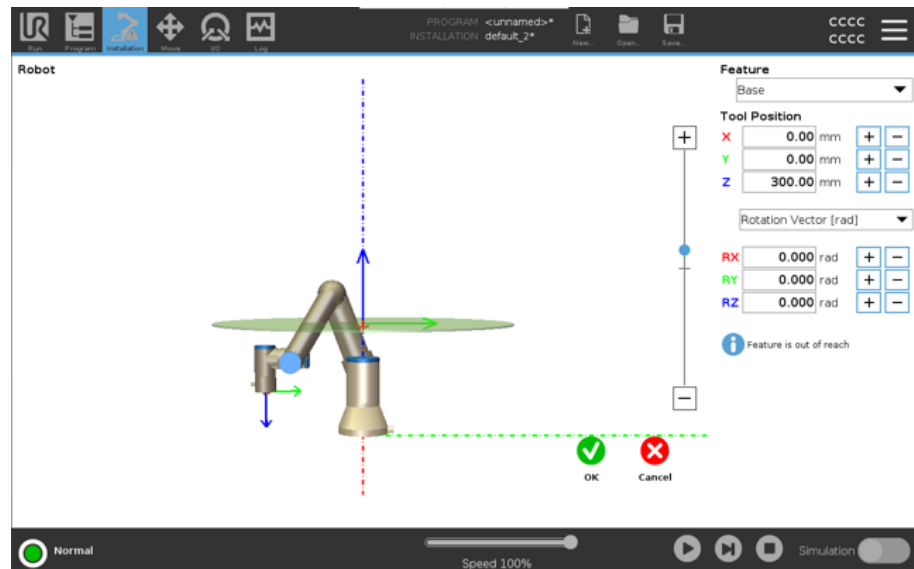 PROGRAM <unnamed>*
INSTALLATION default_2*
CCCC
CCCC
UR
Run
Program
Installation
Move
I/O
Log
New...
Open...
Save...
Robot
Feature
Base
Tool Position
X 0.00 mm + −
Y 0.00 mm + −
Z 300.00 mm + −
Rotation Vector [rad]
RX 0.000 rad + −
RY 0.000 rad + −
RZ 0.000 rad + −
i Feature is out of reach
+
−
OK
Cancel
Normal
Speed 100%
Simulation